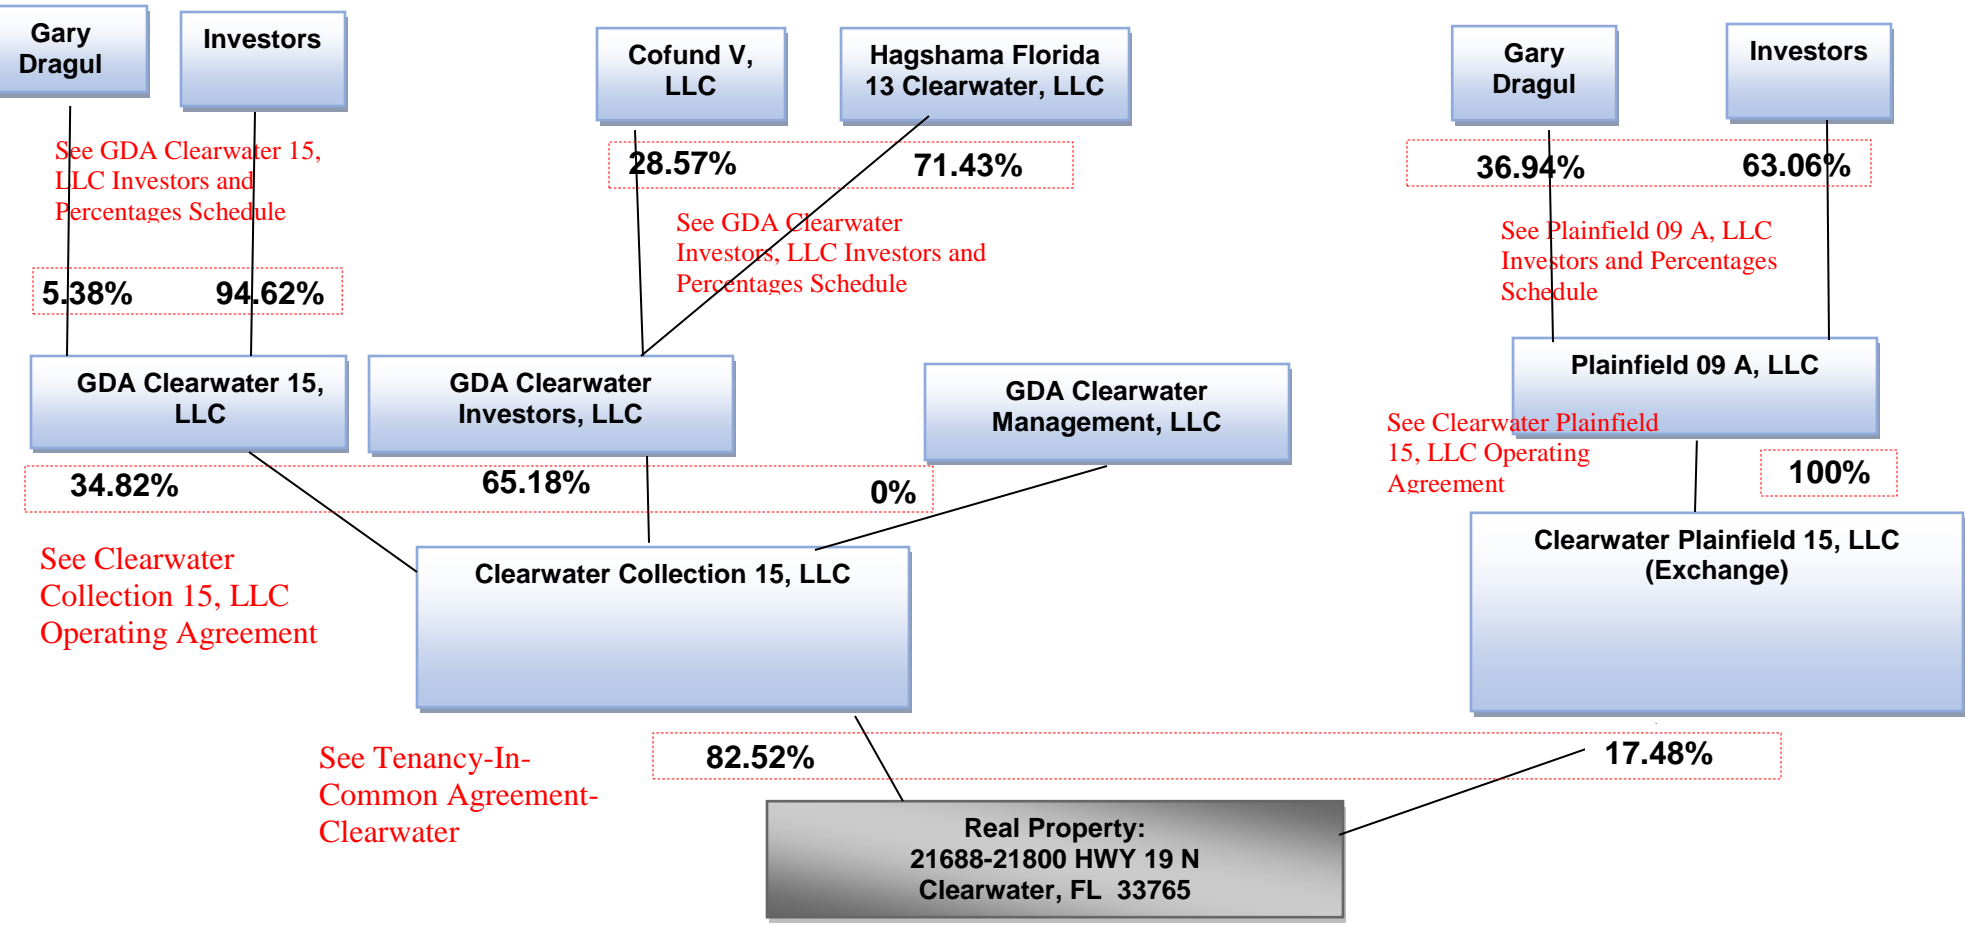 Gary
Dragul
Investors
Cofund V,
LLC
Hagshama Florida
13 Clearwater, LLC
Gary
Dragul
Investors
See GDA Clearwater 15,
LLC Investors and
Percentages Schedule
28.57%
71.43%
36.94%
63.06%
See GDA Clearwater
Investors, LLC Investors and
Percentages Schedule
See Plainfield 09 A, LLC
Investors and Percentages
Schedule
5.38%
94.62%
GDA Clearwater 15,
LLC
GDA Clearwater
Investors, LLC
GDA Clearwater
Management, LLC
Plainfield 09 A, LLC
See Clearwater Plainfield
15, LLC Operating
Agreement
100%
34.82%
65.18%
0%
See Clearwater
Collection 15, LLC
Operating Agreement
Clearwater Collection 15, LLC
Clearwater Plainfield 15, LLC
(Exchange)
See Tenancy-In-
Common Agreement-
Clearwater
82.52%
17.48%
Real Property:
21688-21800 HWY 19 N
Clearwater, FL  33765